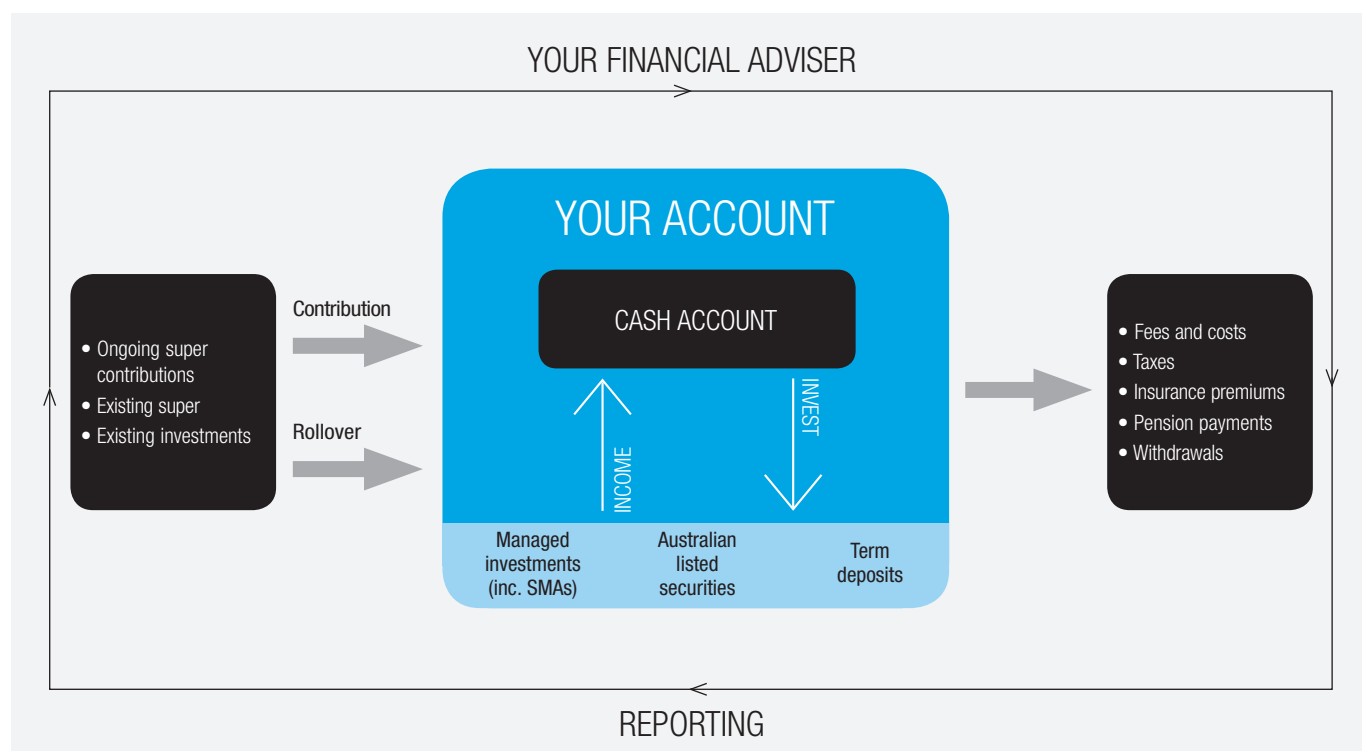 YOUR FINANCIAL ADVISER
YOUR ACCOUNT
CASH ACCOUNT
• Ongoing super
contributions
• Existing super
• Existing investments
Contribution
Rollover
INCOME
INVEST
Managed
investments
(inc. SMAs)
Australian
listed
securities
Term
deposits
• Fees and costs
• Taxes
• Insurance premiums
• Pension payments
• Withdrawals
REPORTING